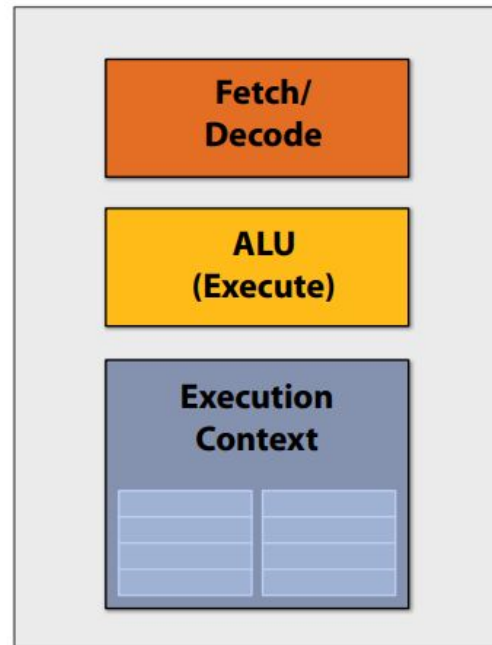 Fetch/
Decode
ALU
(Execute)
Execution
Context